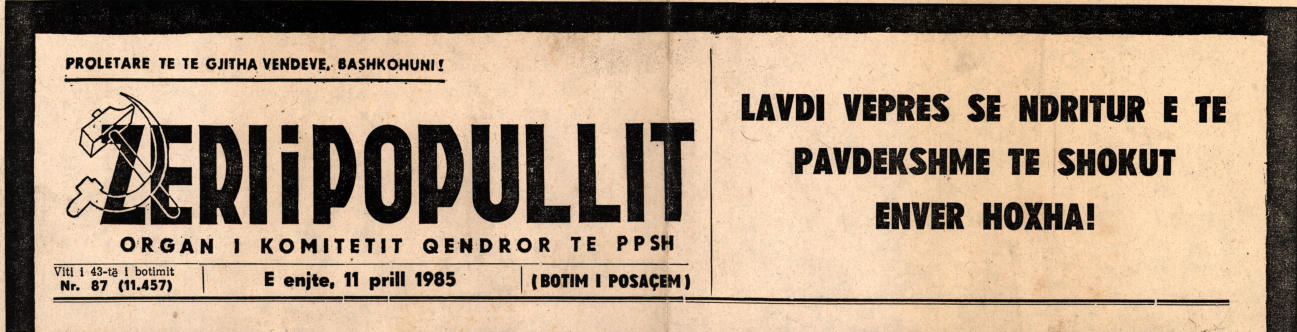 PROLETARE TE TE GJITHA VENDEVE, BASHKOHUNI!
ZERI i POPULLIT
ORGAN I KOMITETIT QENDROR TE PPSH
Viti i 43-të i botimit
Nr. 87 (11.457)
E enjte, 11 prill 1985
(BOTIM I POSAÇEM)
LAVDI VEPRES SE NDRITUR E TE
PAVDEKSHME TE SHOKUT
ENVER HOXHA!